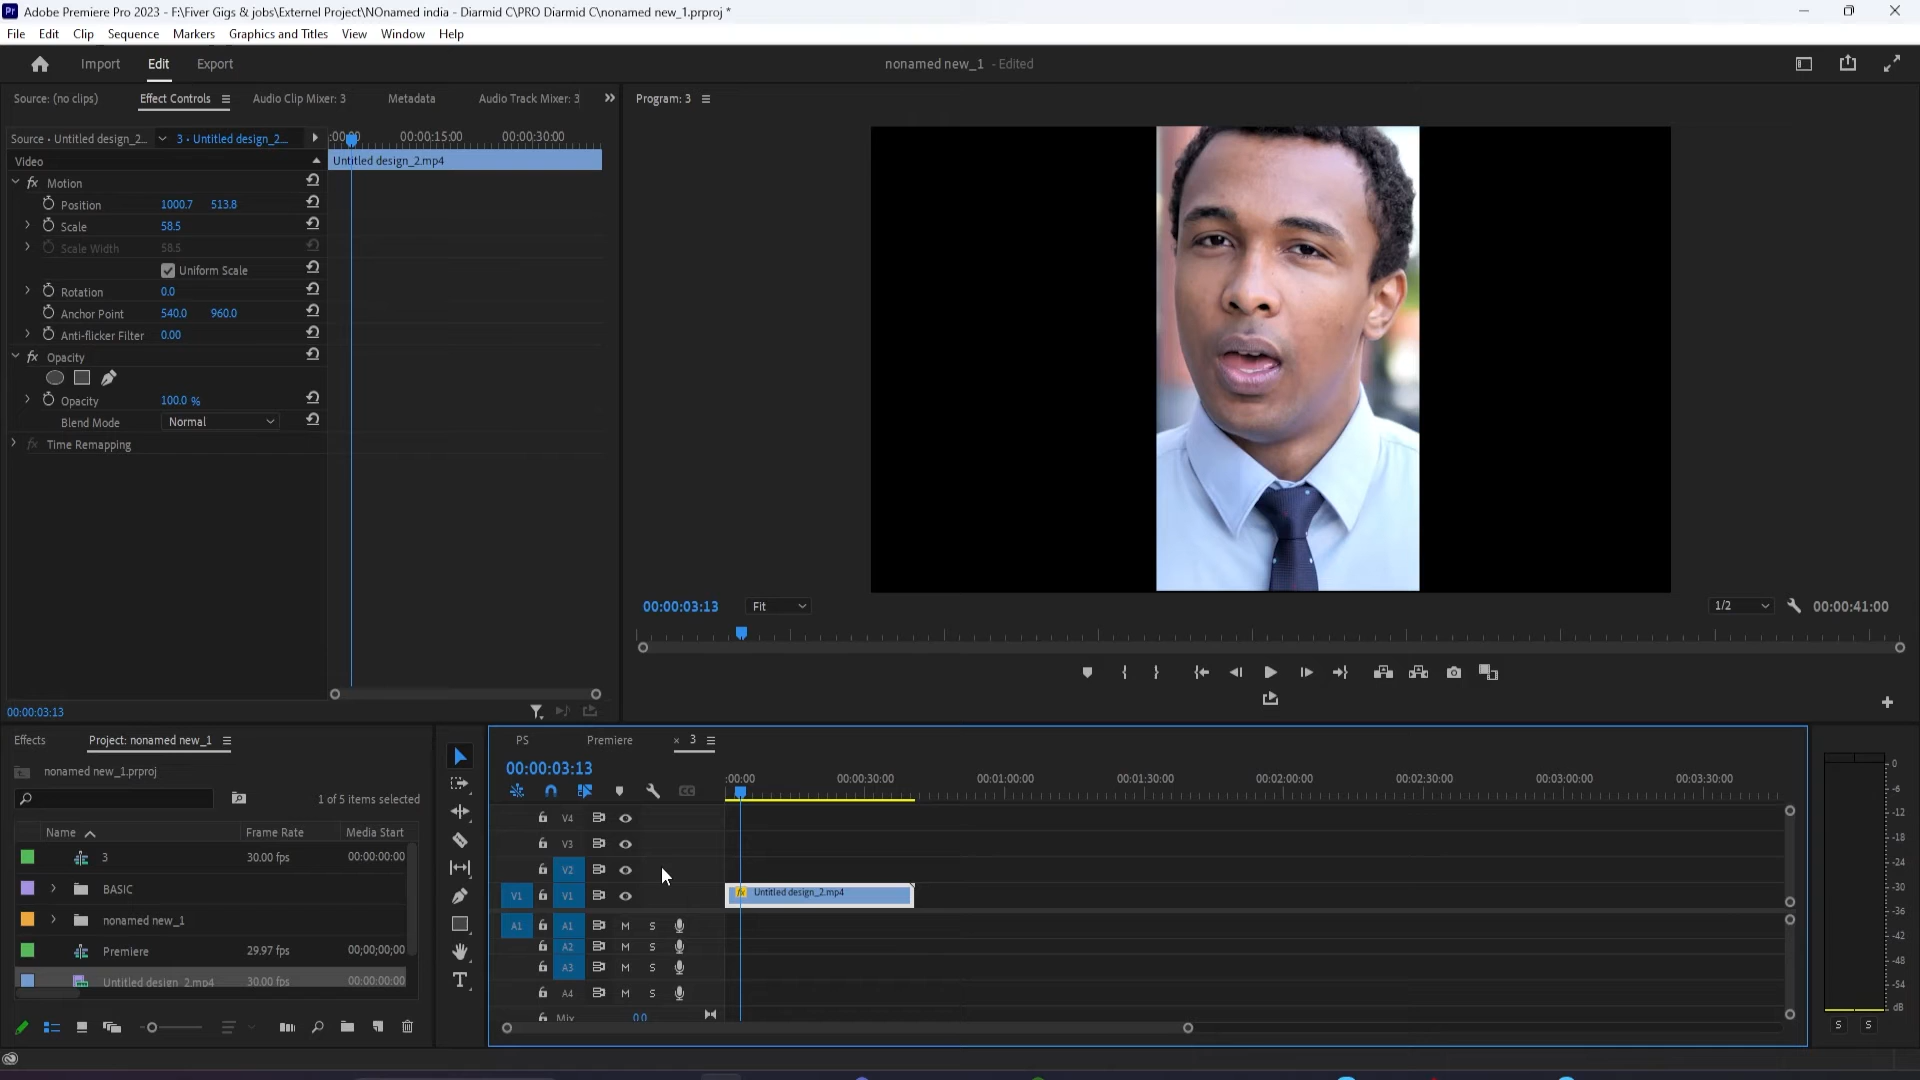 Pr Adobe Premiere Pro 2023 - F:\Fiver Gigs & jobs\Externel Project\NOnamed india - Diarmid C\PRO Diarmid C\nonamed new_1.prproj *
File Edit Clip Sequence Markers Graphics and Titles View Window Help
Import Edit Export nonamed new_1 - Edited
Source: (no clips) Effect Controls Audio Clip Mixer: 3 Metadata Audio Track Mixer: 3 Program: 3
Source • Untitled design_2... 3 • Untitled design_2... :00:00 00:00:15:00 00:00:30:00
Video Untitled design_2.mp4
fx Motion
Position 1000.7 513.8
Scale 58.5
Scale Width 58.5
Uniform Scale
Rotation 0.0
Anchor Point 540.0 960.0
Anti-flicker Filter 0.00
fx Opacity
Opacity 100.0 %
Blend Mode Normal
fx Time Remapping
00:00:03:13 Fit 1/2 00:00:41:00
00:00:03:13
Effects Project: nonamed new_1
nonamed new_1.prproj
1 of 5 items selected
Name Frame Rate Media Start
3 30.00 fps 00:00:00:00
BASIC
nonamed new_1
Premiere 29.97 fps 00;00;00;00
Untitled design_2.mp4 30.00 fps 00:00:00:00
PS Premiere × 3
00:00:03:13
:00:00 00:00:30:00 00:01:00:00 00:01:30:00 00:02:00:00 00:02:30:00 00:03:00:00 00:03:30:00
CC
V4
V3
V2
V1 V1 fx Untitled design_2.mp4
A1 A1 M S
A2 M S
A3 M S
A4 M S
Mix 0.0
T
0
-6
-12
-18
-24
-30
-36
-42
-48
-54
dB
S S